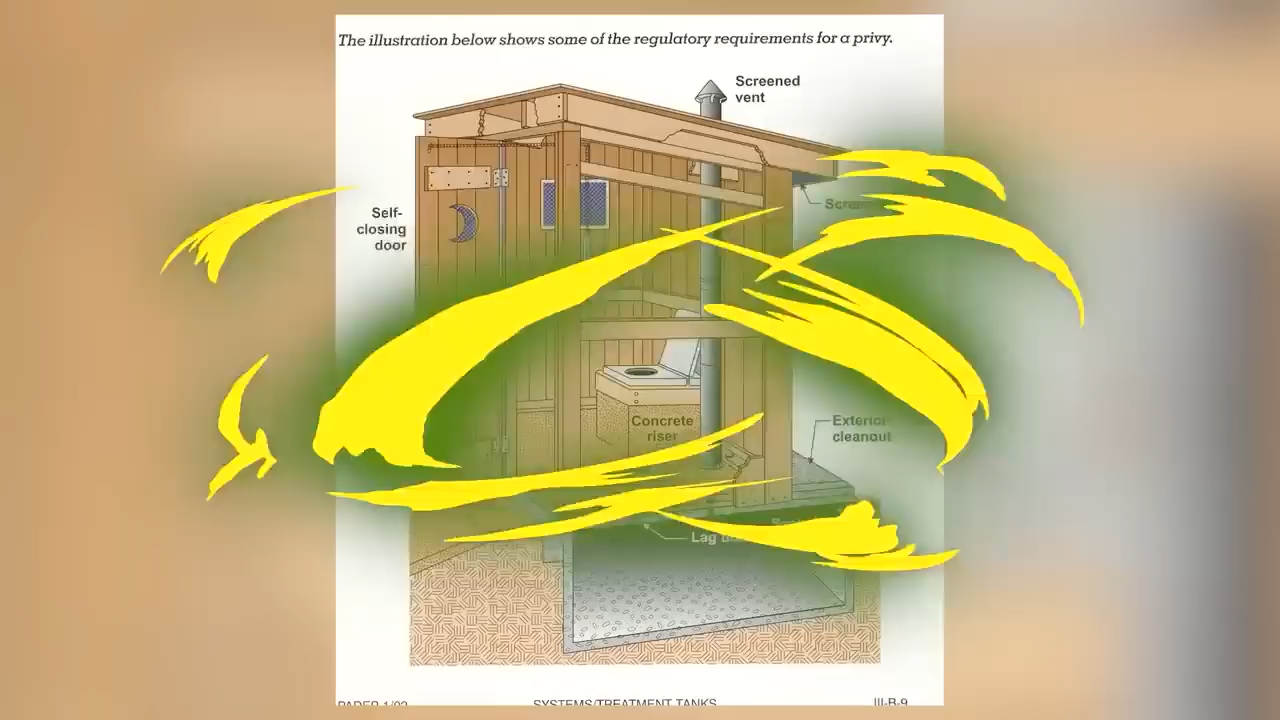 The illustration below shows some of the regulatory requirements for a privy.
Screened
vent
Self-
closing
door
Concrete
riser
Exterior
cleanout
Lag
SYSTEMS/TREATMENT TANKS
III-B-9